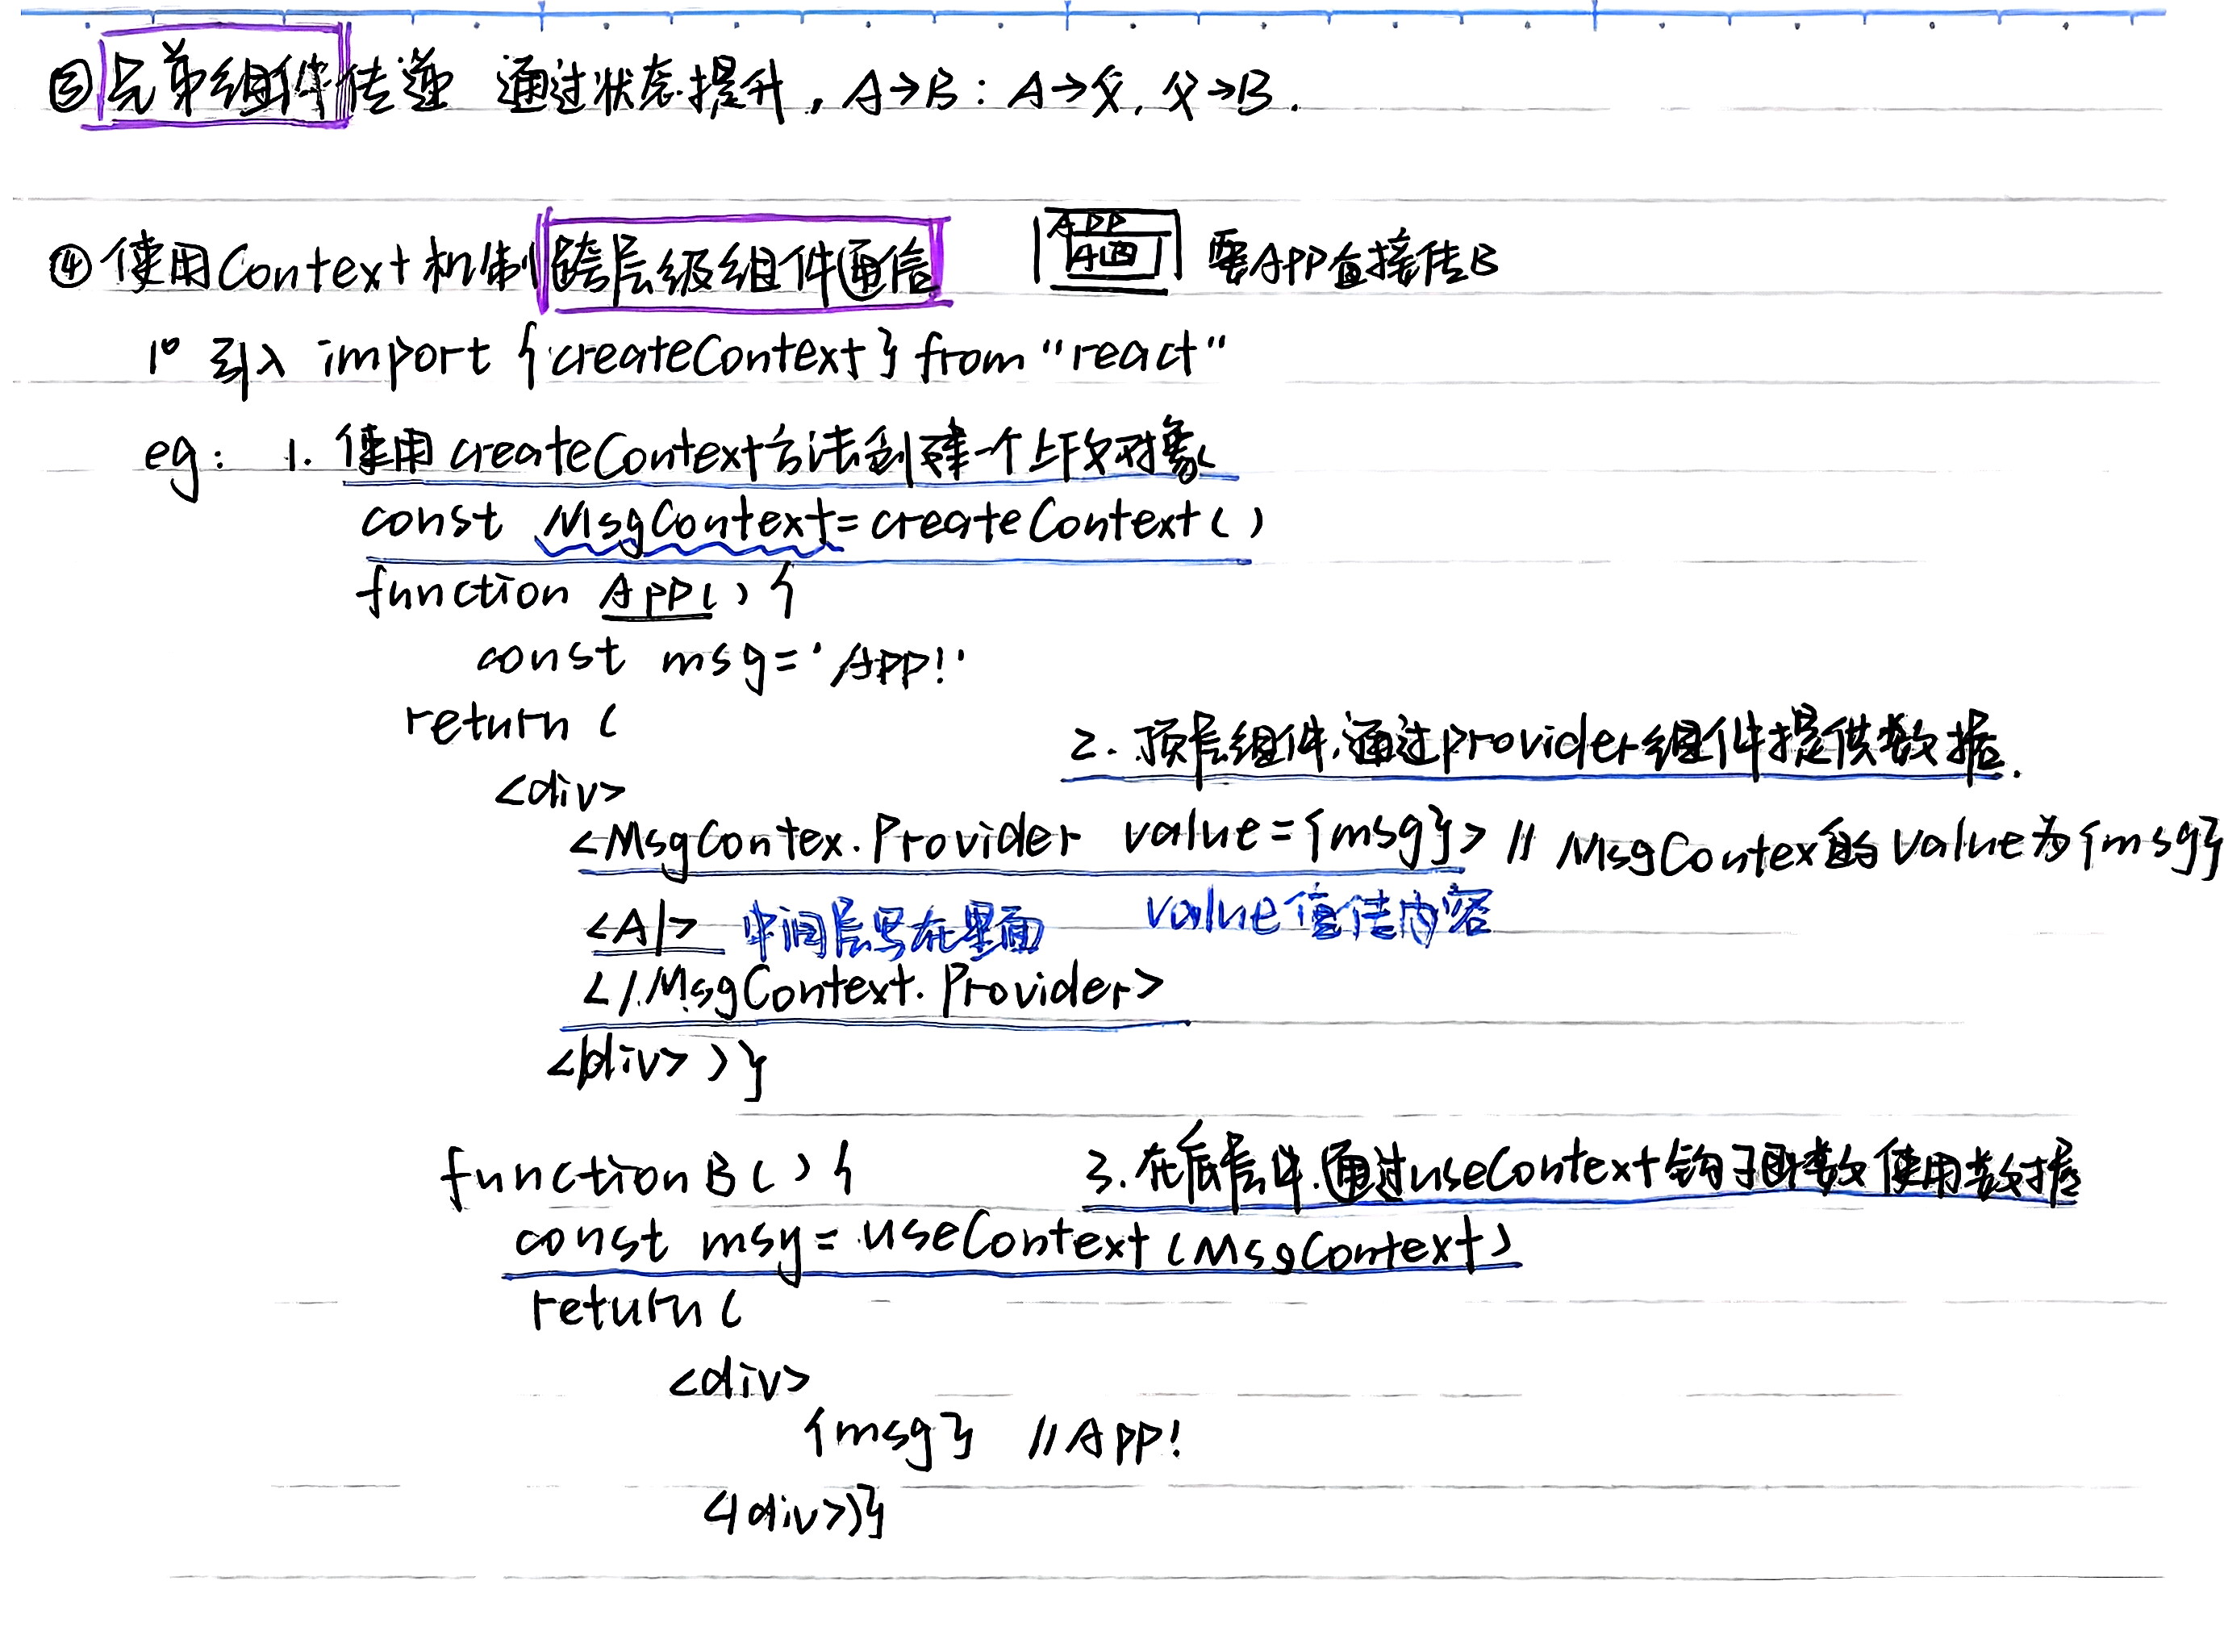 ③兄弟组件传递 通过状态提升，A→B：A→父，父→B.
④使用Context机制跨层级组件通信 APP A B 要APP直接传B
1° 引入 import {createContext} from "react"
eg: 1. 使用createContext方法创建一个上下文对象
const MsgContext=createContext()
function App() {
const msg='APP!'
return (
2. 顶层组件,通过provider组件提供数据.
<div>
<MsgContex.Provider value={msg}> // MsgContex的value为{msg}
<A/> 中间层写在里面 value值传内容
</MsgContext.Provider>
</div> )}
function B() { 3. 在底层件.通过useContext钩子函数使用数据
const msg=useContext(MsgContext)
return (
<div>
{msg} //APP!
</div>)}